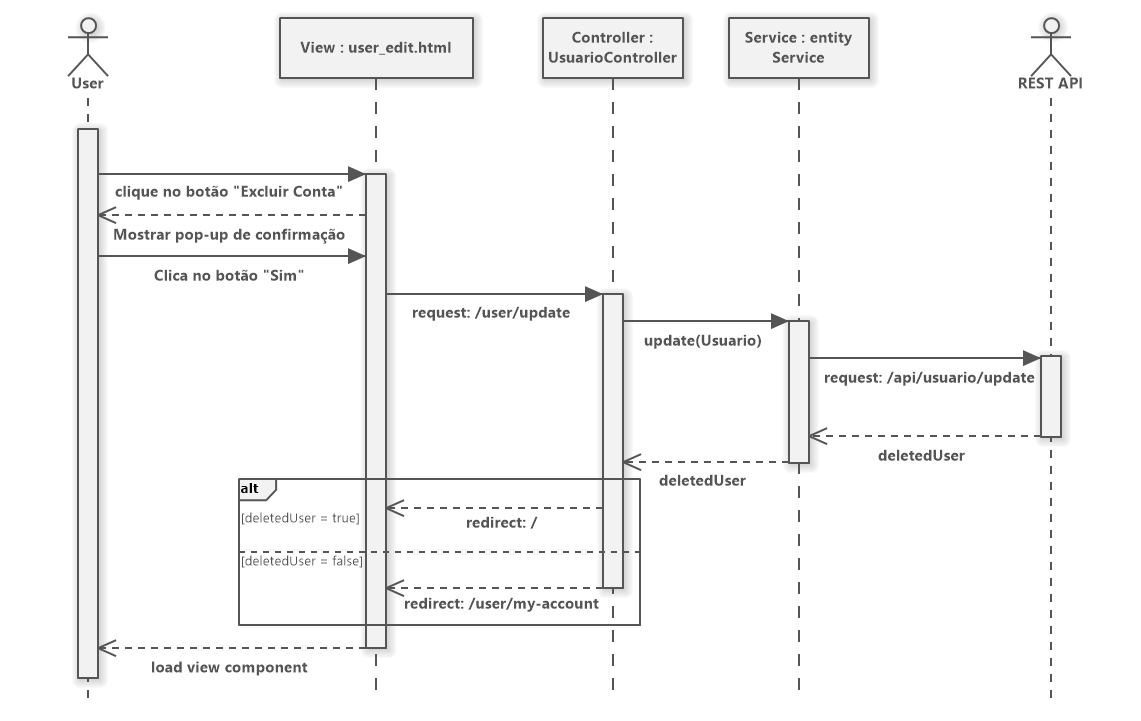 User
View : user_edit.html
Controller :
UsuarioController
Service : entity
Service
REST API
clique no botão "Excluir Conta"
Mostrar pop-up de confirmação
Clica no botão "Sim"
request: /user/update
update(Usuario)
request: /api/usuario/update
deletedUser
deletedUser
alt
[deletedUser = true]
redirect: /
[deletedUser = false]
redirect: /user/my-account
load view component